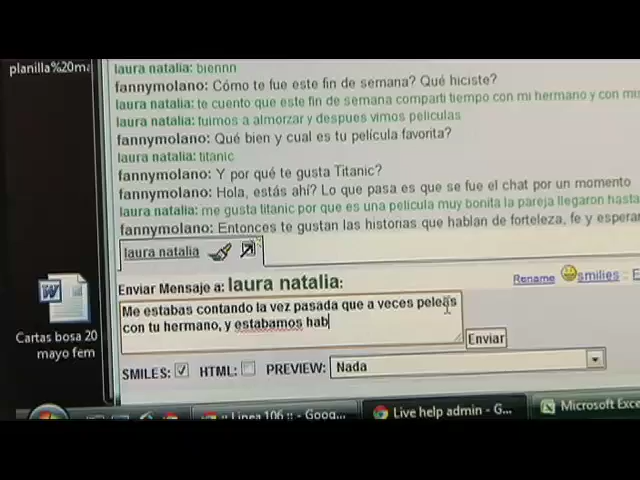 planilla%20ma
laura natalia: biennn
fannymolano: Cómo te fue este fin de semana? Qué hiciste?
laura natalia: te cuento que este fin de semana comparti tiempo con mi hermano y con mi
laura natalia: fuimos a almorzar y despues vimos peliculas
fannymolano: Qué bien y cual es tu película favorita?
laura natalia: titanic
fannymolano: Y por qué te gusta Titanic?
fannymolano: Hola, estás ahí? Lo que pasa es que se fue el chat por un momento
laura natalia: me gusta titanic por que es una pelicula muy bonita la pareja llegaron hasta
fannymolano: Entonces te gustan las historias que hablan de forteleza, fe y esperan
laura natalia
Rename smilies :: E
Enviar Mensaje a: laura natalia:
Me estabas contando la vez pasada que a veces peleas
con tu hermano, y estabamos hab
Enviar
SMILES: HTML: PREVIEW: Nada
Cartas bosa 20
mayo fem
:: Linea 106 :: - Goog...
Live help admin - G...
Microsoft Exce